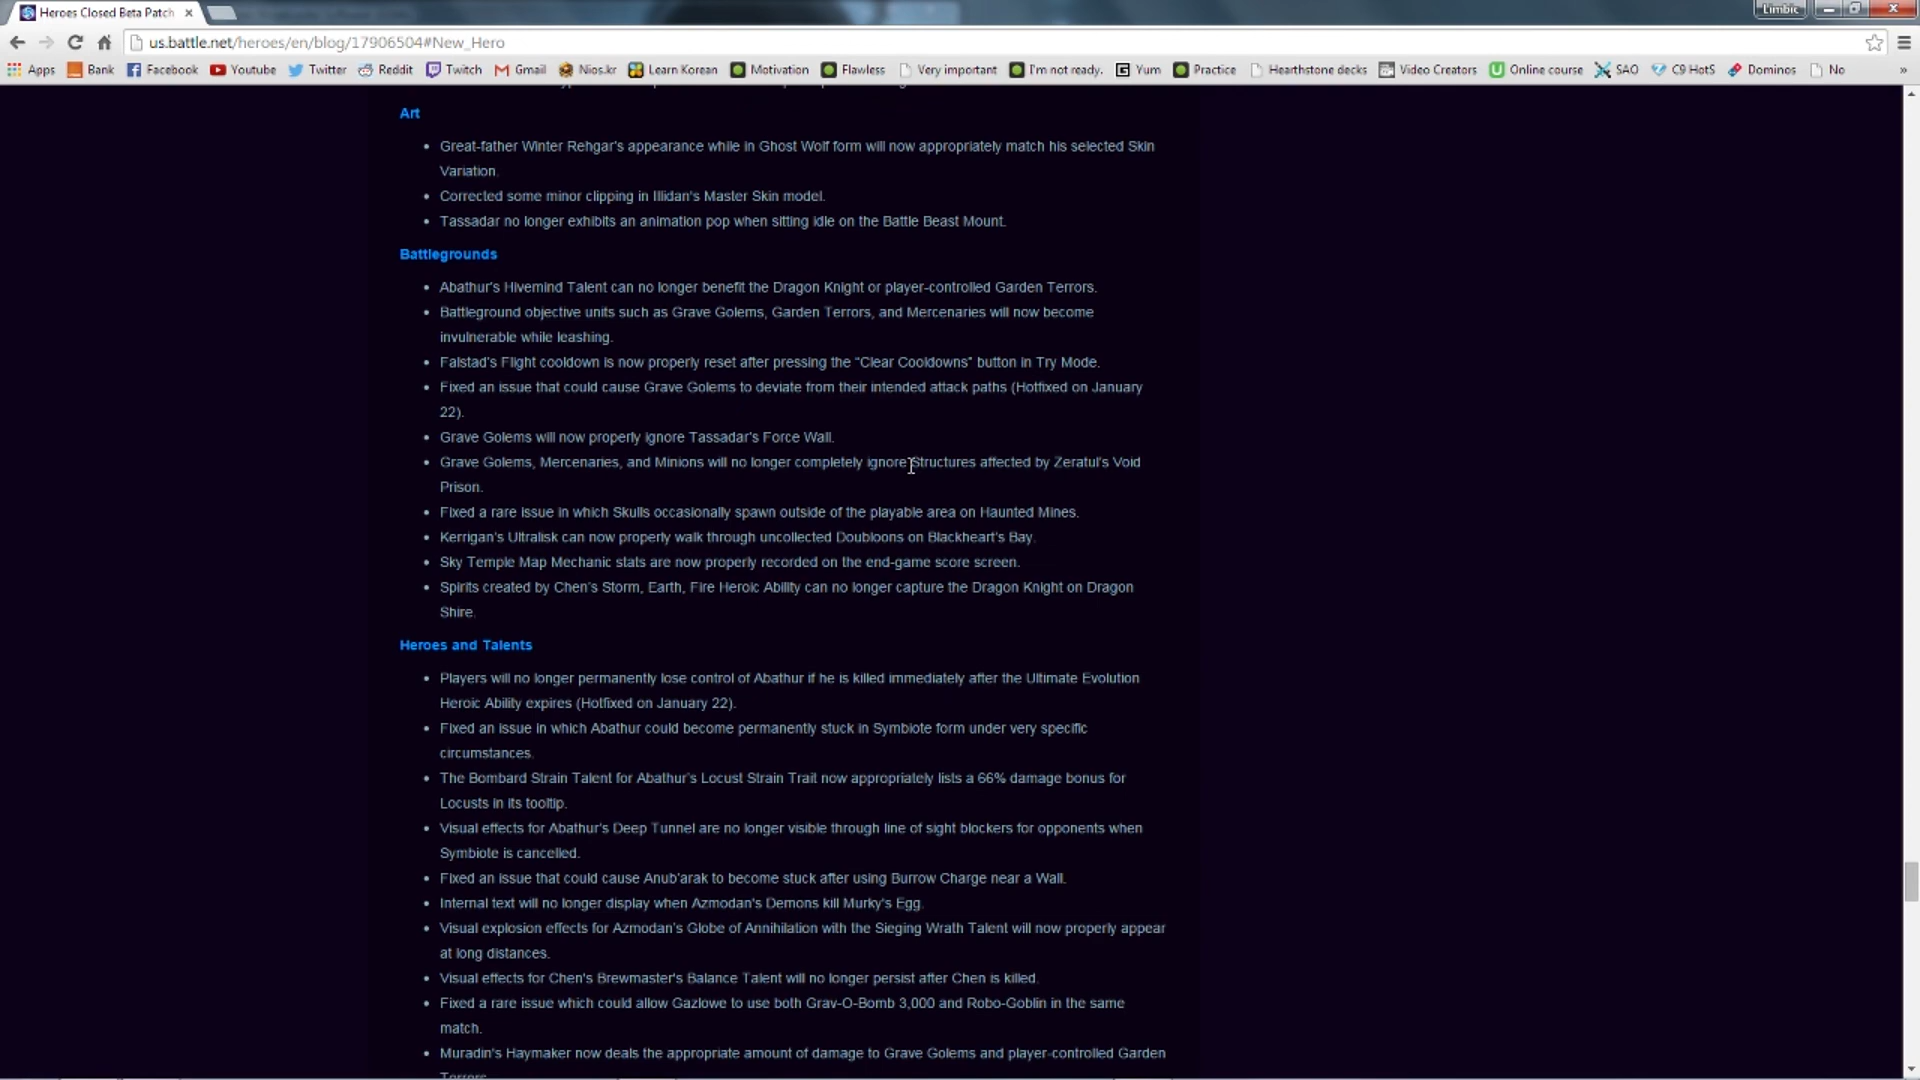 Heroes Closed Beta Patch
Limbic
us.battle.net/heroes/en/blog/17906504#New_Hero
Apps Bank Facebook Youtube Twitter Reddit Twitch Gmail Nios.kr Learn Korean Motivation Flawless Very important I'm not ready. Yum Practice Hearthstone decks Video Creators Online course SAO C9 HotS Dominos No »
Art
• Great-father Winter Rehgar's appearance while in Ghost Wolf form will now appropriately match his selected Skin
Variation.
• Corrected some minor clipping in Illidan's Master Skin model.
• Tassadar no longer exhibits an animation pop when sitting idle on the Battle Beast Mount.
Battlegrounds
• Abathur's Hivemind Talent can no longer benefit the Dragon Knight or player-controlled Garden Terrors.
• Battleground objective units such as Grave Golems, Garden Terrors, and Mercenaries will now become
invulnerable while leashing.
• Falstad's Flight cooldown is now properly reset after pressing the “Clear Cooldowns” button in Try Mode.
• Fixed an issue that could cause Grave Golems to deviate from their intended attack paths (Hotfixed on January
22).
• Grave Golems will now properly ignore Tassadar's Force Wall.
• Grave Golems, Mercenaries, and Minions will no longer completely ignore Structures affected by Zeratul's Void
Prison.
• Fixed a rare issue in which Skulls occasionally spawn outside of the playable area on Haunted Mines.
• Kerrigan's Ultralisk can now properly walk through uncollected Doubloons on Blackheart's Bay.
• Sky Temple Map Mechanic stats are now properly recorded on the end-game score screen.
• Spirits created by Chen's Storm, Earth, Fire Heroic Ability can no longer capture the Dragon Knight on Dragon
Shire.
Heroes and Talents
• Players will no longer permanently lose control of Abathur if he is killed immediately after the Ultimate Evolution
Heroic Ability expires (Hotfixed on January 22).
• Fixed an issue in which Abathur could become permanently stuck in Symbiote form under very specific
circumstances.
• The Bombard Strain Talent for Abathur's Locust Strain Trait now appropriately lists a 66% damage bonus for
Locusts in its tooltip.
• Visual effects for Abathur's Deep Tunnel are no longer visible through line of sight blockers for opponents when
Symbiote is cancelled.
• Fixed an issue that could cause Anub'arak to become stuck after using Burrow Charge near a Wall.
• Internal text will no longer display when Azmodan's Demons kill Murky's Egg.
• Visual explosion effects for Azmodan's Globe of Annihilation with the Sieging Wrath Talent will now properly appear
at long distances.
• Visual effects for Chen's Brewmaster's Balance Talent will no longer persist after Chen is killed.
• Fixed a rare issue which could allow Gazlowe to use both Grav-O-Bomb 3,000 and Robo-Goblin in the same
match.
• Muradin's Haymaker now deals the appropriate amount of damage to Grave Golems and player-controlled Garden
Terrors.